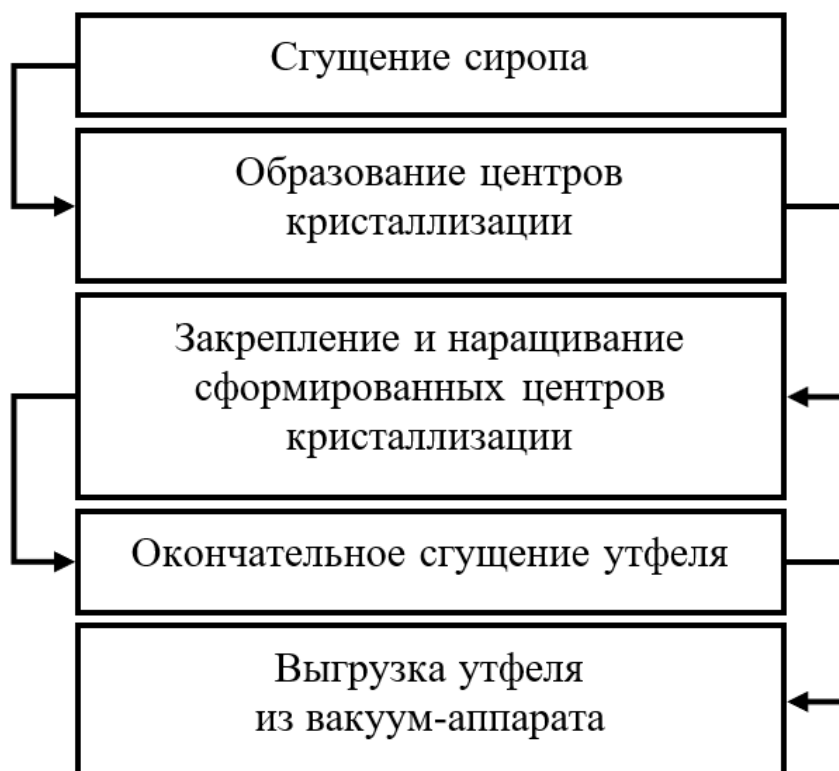 Сгущение сиропа
Образование центров
кристаллизации
Закрепление и наращивание
сформированных центров
кристаллизации
Окончательное сгущение утфеля
Выгрузка утфеля
из вакуум-аппарата